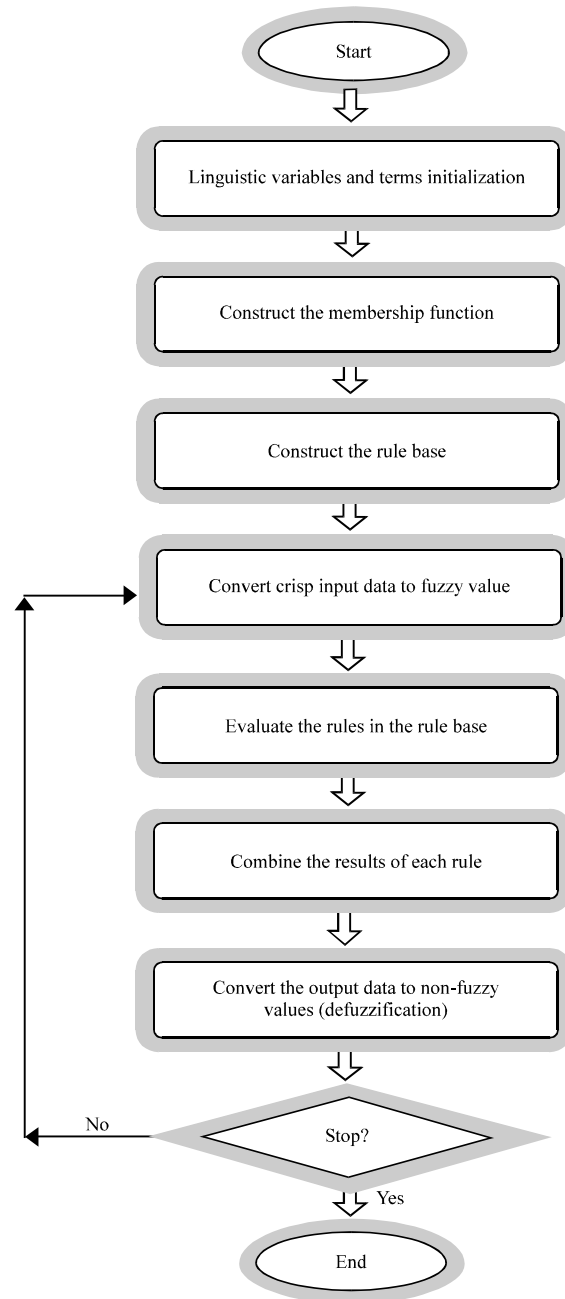 Start
Linguistic variables and terms initialization
Construct the membership function
Construct the rule base
Convert crisp input data to fuzzy value
Evaluate the rules in the rule base
Combine the results of each rule
Convert the output data to non-fuzzy
values (defuzzification)
No
Stop?
Yes
End